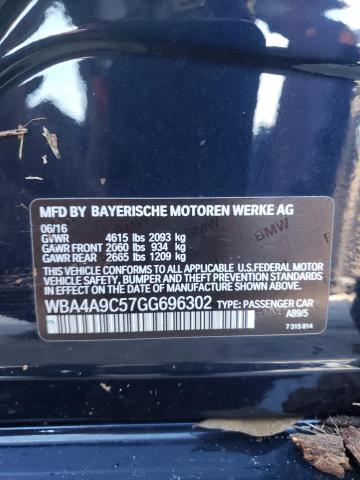 MFD BY BAYERISCHE MOTOREN WERKE AG
06/16
GVWR 4615 lbs 2093 kg
GAWR FRONT 2060 lbs 934 kg
GAWR REAR 2665 lbs 1209 kg
BMW
THIS VEHICLE CONFORMS TO ALL APPLICABLE
U.S. FEDERAL MOTOR VEHICLE
SAFETY, BUMPER, AND THEFT PREVENTION
STANDARDS IN EFFECT ON THE DATE OF
MANUFACTURE SHOWN ABOVE.
WBA4A9C57GG696302 TYPE: PASSENGER CAR
A89/5
7 315 814